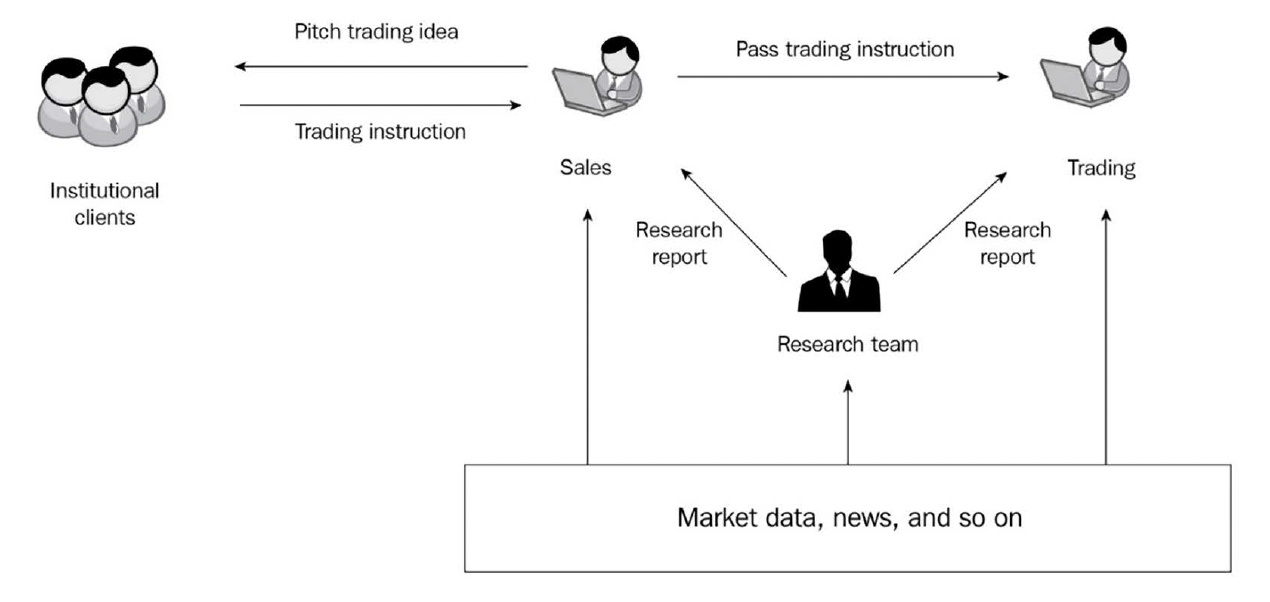 Pitch trading idea
Pass trading instruction
Trading instruction
Sales
Trading
Institutional
clients
Research
report
Research
report
Research team
Market data, news, and so on